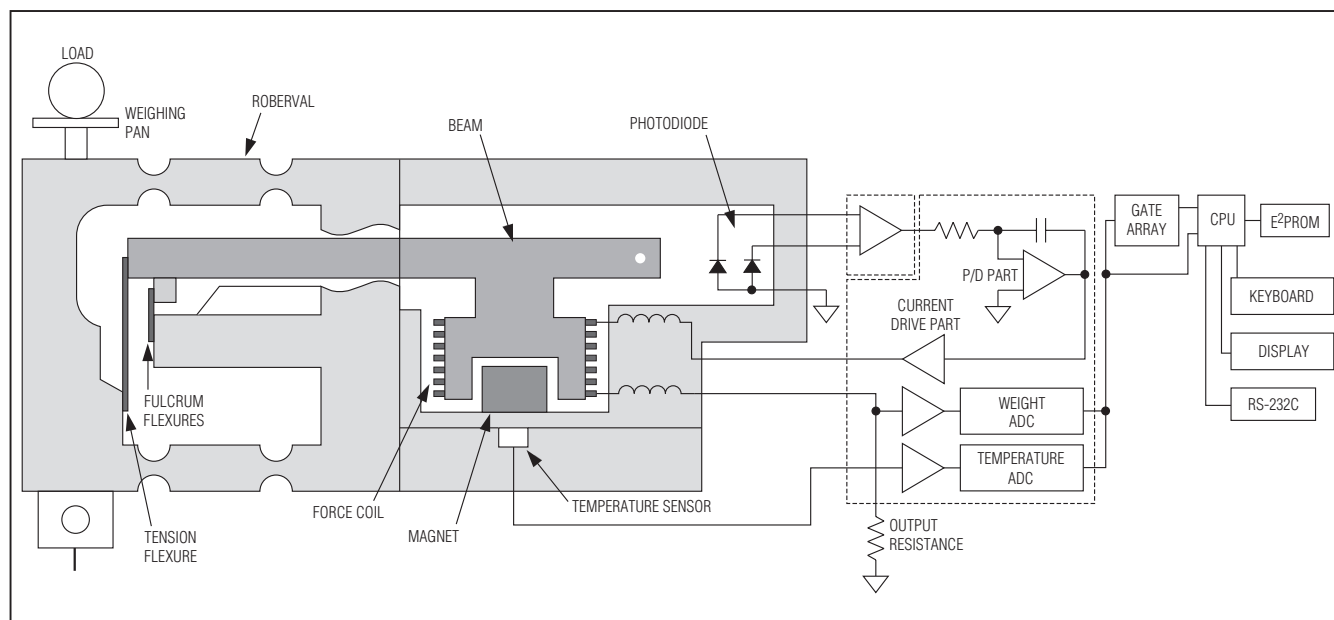 LOAD
WEIGHING
PAN
ROBERVAL
BEAM
PHOTODIODE
P/D PART
GATE
ARRAY
CPU
E²PROM
KEYBOARD
DISPLAY
RS-232C
CURRENT
DRIVE PART
WEIGHT
ADC
TEMPERATURE
ADC
FULCRUM
FLEXURES
TENSION
FLEXURE
FORCE COIL
MAGNET
TEMPERATURE SENSOR
OUTPUT
RESISTANCE